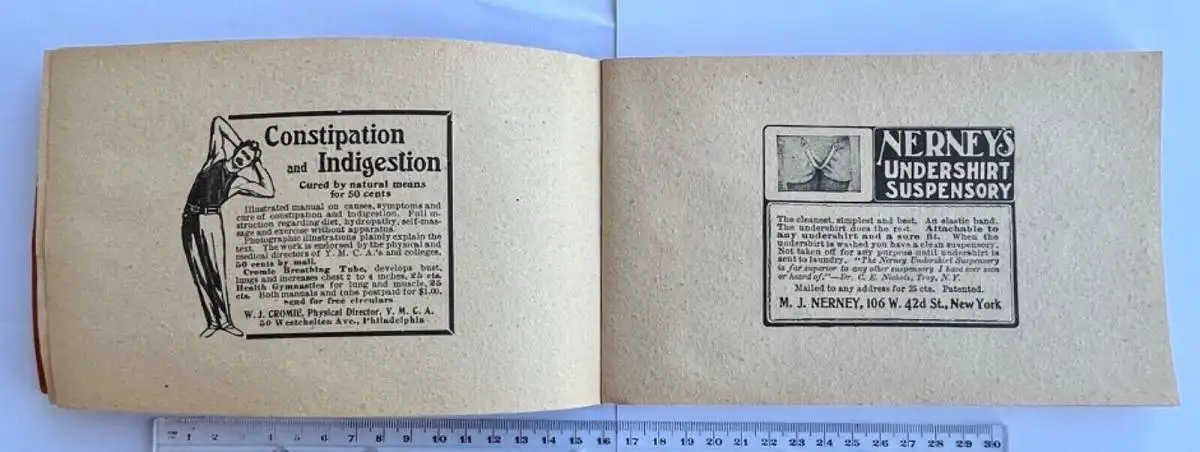 Constipation
and Indigestion
Cured by natural means
for 50 cents
Illustrated manual on causes, symptoms and
cure of constipation and indigestion. Full in-
struction regarding diet, hydropathy, self-mas-
sage and exercise without apparatus.
Photographic illustrations plainly explain the
text. The work is endorsed by the physical and
medical directors of Y. M. C. A.'s and colleges.
50 cents by mail.
Cromie Breathing Tube, develops bust,
lungs and increases chest 2 to 4 inches, 25 cts.
Health Gymnastics for lung and muscle, 25
cts. Both manuals and tubes postpaid for $1.00.
Send for free circulars
W. J. CROMIE, Physical Director, Y. M. C. A.
50 Westchelten Ave., Philadelphia
NERNEY'S
UNDERSHIRT
SUSPENSORY
The cleanest, simplest and best. An elastic band.
The undershirt does the rest. Attachable to
any undershirt and a sure fit. When the
undershirt is washed you have a clean suspensory.
Not taken off for any purpose until undershirt is
sent to laundry. "The Nerney Undershirt Suspensory
is far superior to any other suspensory I have ever seen
or heard of."—Dr. C. E. Nichols, Troy, N. Y.
Mailed to any address for 25 cts. Patented.
M. J. NERNEY, 106 W. 42d St., New York
1 2 3 4 5 6 7 8 9 10 11 12 13 14 15 16 17 18 19 20 21 22 23 24 25 26 27 28 29 30